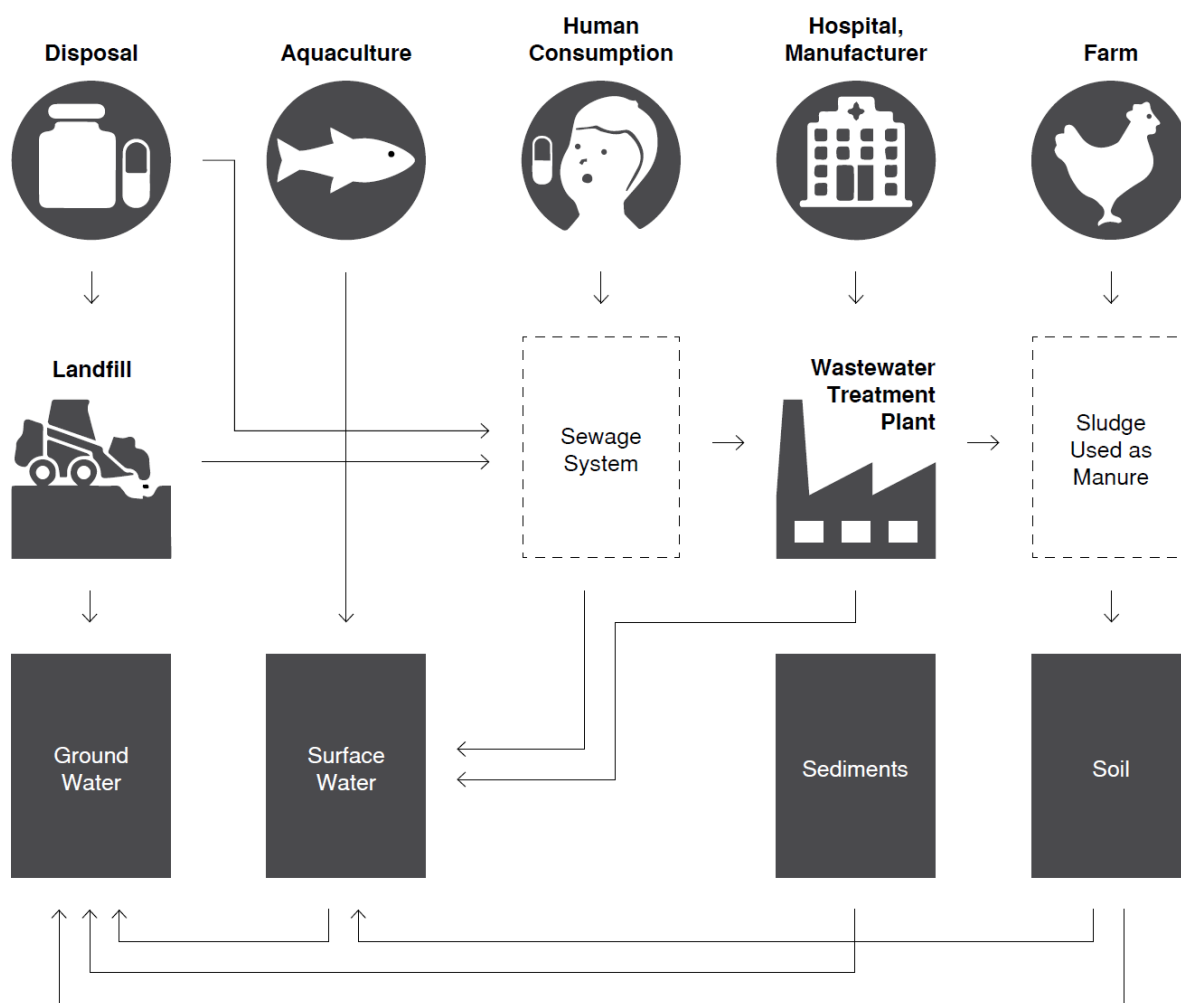 Disposal
Aquaculture
Human
Consumption
Hospital,
Manufacturer
Farm
Landfill
Sewage
System
Wastewater
Treatment
Plant
Sludge
Used as
Manure
Ground
Water
Surface
Water
Sediments
Soil